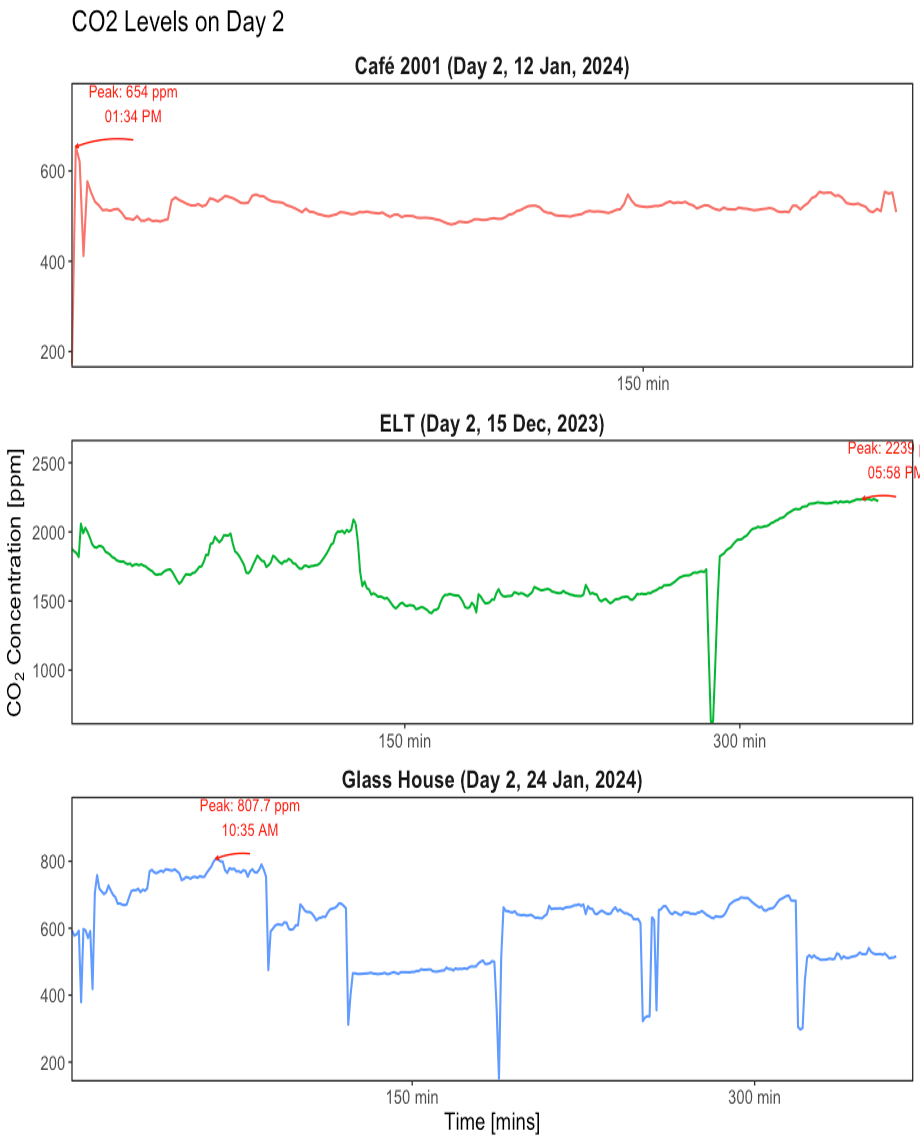 CO2 Levels on Day 2
Café 2001 (Day 2, 12 Jan, 2024)
Peak: 654 ppm
01:34 PM
600
400
200
150 min
ELT (Day 2, 15 Dec, 2023)
Peak: 2239 p
05:58 PM
2500
2000
1500
1000
150 min
300 min
CO₂ Concentration [ppm]
Glass House (Day 2, 24 Jan, 2024)
Peak: 807.7 ppm
10:35 AM
800
600
400
200
150 min
300 min
Time [mins]